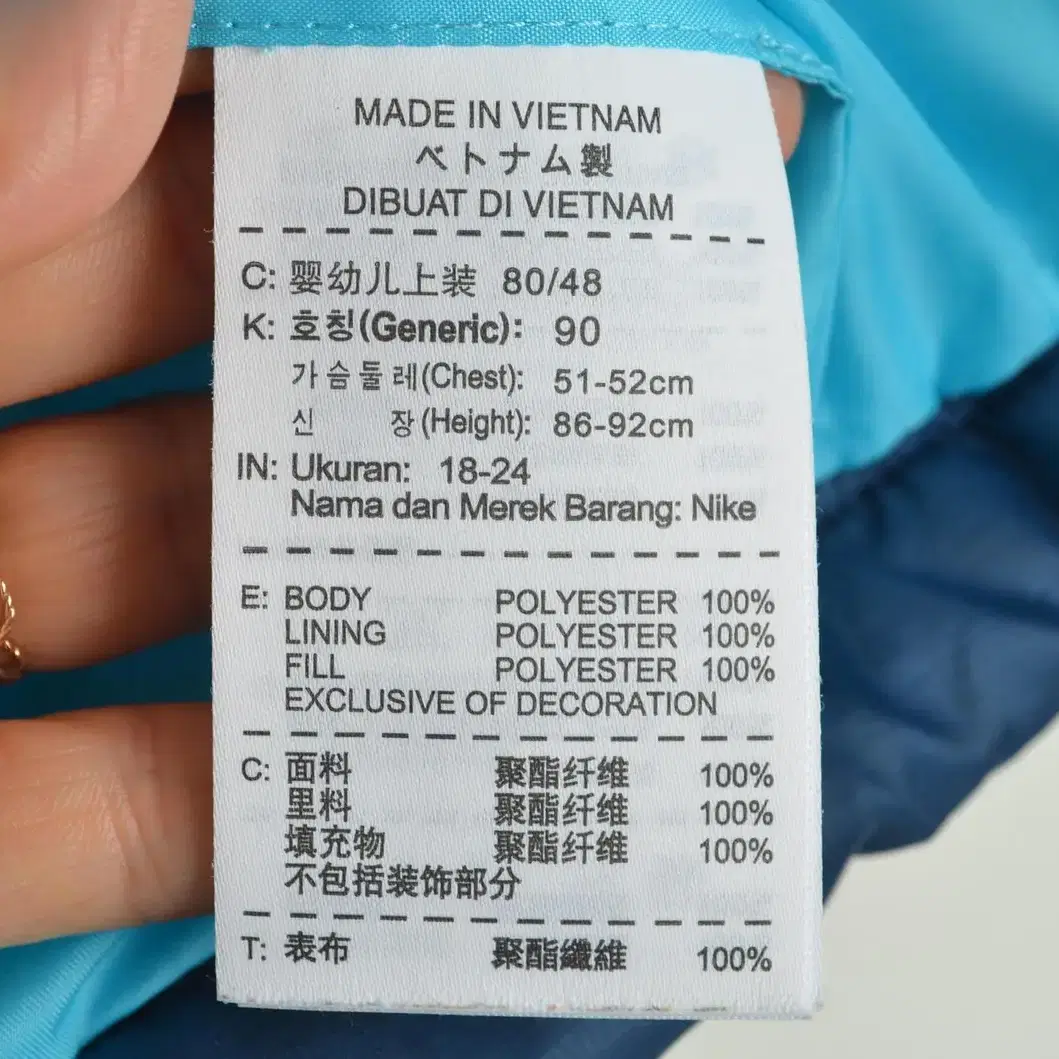 MADE IN VIETNAM
ベトナム製
DIBUAT DI VIETNAM
C: 婴幼儿上装 80/48
K: 호칭(Generic): 90
가슴둘레(Chest): 51-52cm
신 장(Height): 86-92cm
IN: Ukuran: 18-24
Nama dan Merek Barang: Nike
E: BODY POLYESTER 100%
LINING POLYESTER 100%
FILL POLYESTER 100%
EXCLUSIVE OF DECORATION
C: 面料 聚酯纤维 100%
里料 聚酯纤维 100%
填充物 聚酯纤维 100%
不包括装饰部分
T: 表布 聚酯纖維 100%